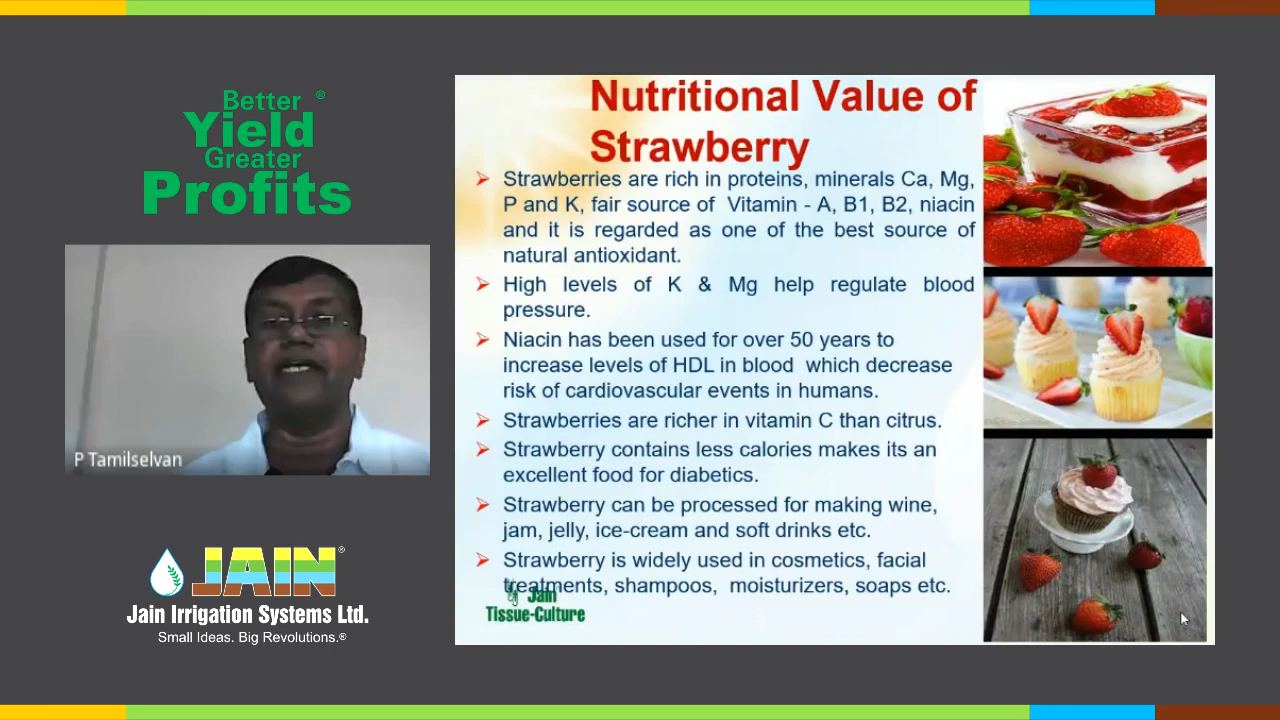 Better ®
Yield
Greater
Profits
P Tamilselvan
JAIN®
Jain Irrigation Systems Ltd.
Small Ideas. Big Revolutions.®
Nutritional Value of
Strawberry
Strawberries are rich in proteins, minerals Ca, Mg,
P and K, fair source of Vitamin - A, B1, B2, niacin
and it is regarded as one of the best source of
natural antioxidant.
High levels of K & Mg help regulate blood
pressure.
Niacin has been used for over 50 years to
increase levels of HDL in blood which decrease
risk of cardiovascular events in humans.
Strawberries are richer in vitamin C than citrus.
Strawberry contains less calories makes its an
excellent food for diabetics.
Strawberry can be processed for making wine,
jam, jelly, ice-cream and soft drinks etc.
Strawberry is widely used in cosmetics, facial
treatments, shampoos, moisturizers, soaps etc.
Jain
Tissue-Culture